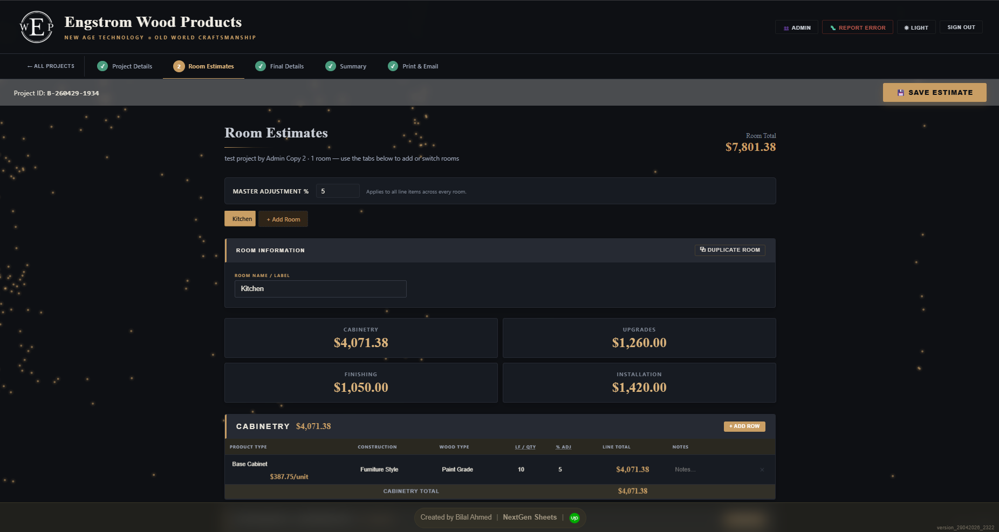 W E P
Engstrom Wood Products
NEW AGE TECHNOLOGY ● OLD WORLD CRAFTSMANSHIP
ADMIN
REPORT ERROR
LIGHT
SIGN OUT
← ALL PROJECTS
✓ Project Details
2 Room Estimates
✓ Final Details
✓ Summary
✓ Print & Email
Project ID: B-260429-1934
SAVE ESTIMATE
Room Estimates
Room Total
$7,801.38
test project by Admin Copy 2 · 1 room — use the tabs below to add or switch rooms
MASTER ADJUSTMENT % 5 Applies to all line items across every room.
Kitchen + Add Room
ROOM INFORMATION
DUPLICATE ROOM
ROOM NAME / LABEL
Kitchen
CABINETRY
$4,071.38
UPGRADES
$1,260.00
FINISHING
$1,050.00
INSTALLATION
$1,420.00
CABINETRY $4,071.38
+ ADD ROW
PRODUCT TYPE CONSTRUCTION WOOD TYPE LF / QTY % ADJ LINE TOTAL NOTES
Base Cabinet
$387.75/unit
Furniture Style Paint Grade 10 5 $4,071.38 Notes... ×
CABINETRY TOTAL $4,071.38
Created by Bilal Ahmed | NextGen Sheets | up
version_29042026_2322